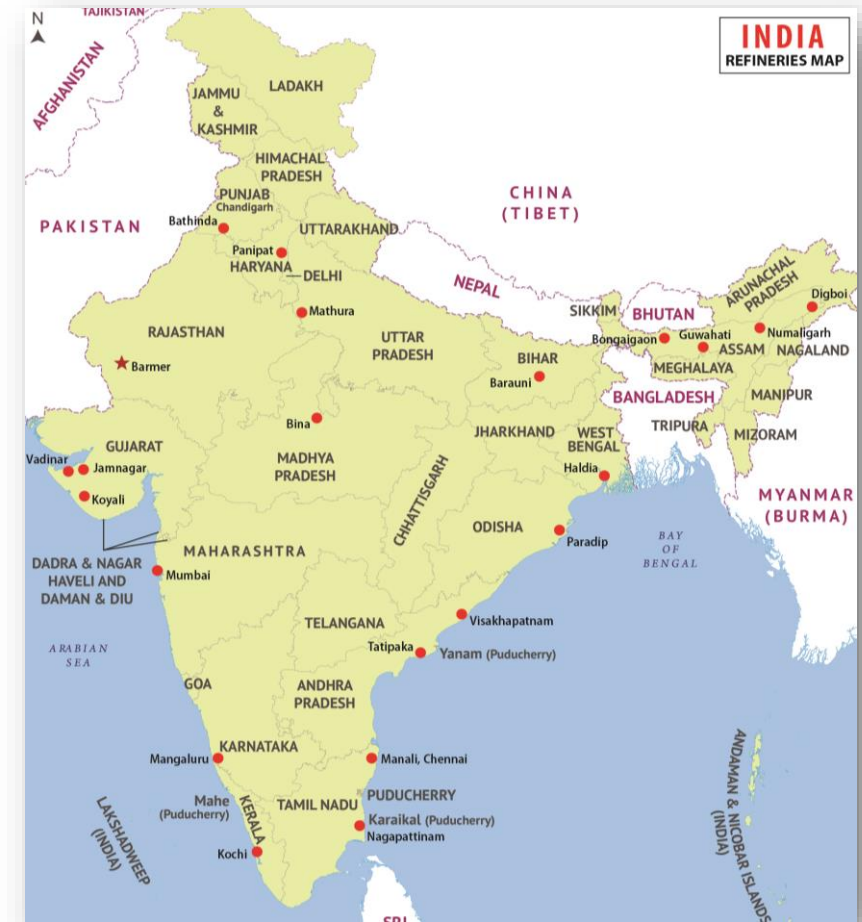 TAJIKISTAN
N
INDIA
REFINERIES MAP
AFGHANISTAN
LADAKH
JAMMU
&
KASHMIR
HIMACHAL
PRADESH
PUNJAB
Chandigarh
CHINA
(TIBET)
PAKISTAN
Bathinda
UTTARAKHAND
Panipat
HARYANA
DELHI
NEPAL
ARUNACHAL
PRADESH
Digboi
SIKKIM
BHUTAN
Mathura
RAJASTHAN
UTTAR
PRADESH
Bongaigaon
Guwahati
Numaligarh
ASSAM
NAGALAND
BIHAR
MEGHALAYA
Barmer
Barauni
BANGLADESH
MANIPUR
Bina
TRIPURA
MIZORAM
GUJARAT
JHARKHAND
WEST
BENGAL
Vadinar
Jamnagar
MADHYA
PRADESH
Haldia
Koyali
CHHATTISGARH
MYANMAR
(BURMA)
ODISHA
Paradip
BAY
OF
BENGAL
DADRA & NAGAR
HAVELI AND
DAMAN & DIU
MAHARASHTRA
Mumbai
TELANGANA
Visakhapatnam
ARABIAN
SEA
Tatipaka
Yanam (Puducherry)
GOA
ANDHRA
PRADESH
KARNATAKA
Mangaluru
Manali, Chennai
ANDAMAN & NICOBAR ISLANDS
(INDIA)
LAKSHADWEEP
(INDIA)
Mahe
(Puducherry)
KERALA
TAMIL NADU
PUDUCHERRY
Karaikal (Puducherry)
Nagapattinam
Kochi
SRI